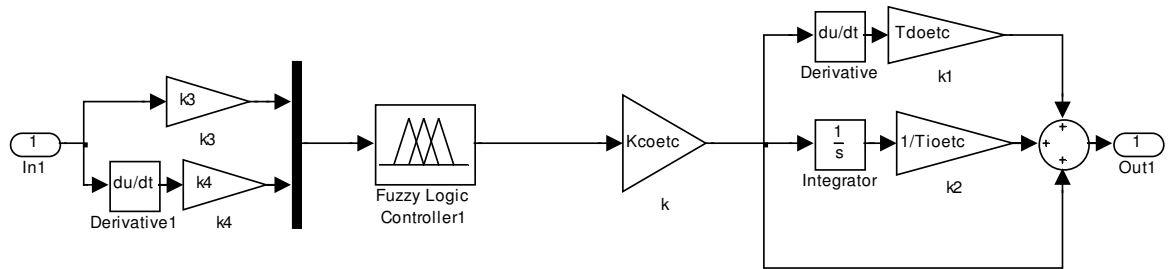 1
In1
k3
k3
du/dt
Derivative1
k4
k4
Fuzzy Logic
Controller1
Kcoetc
k
du/dt
Derivative
Tdoetc
k1
1
s
Integrator
1/Tioetc
k2
+
+
+
1
Out1